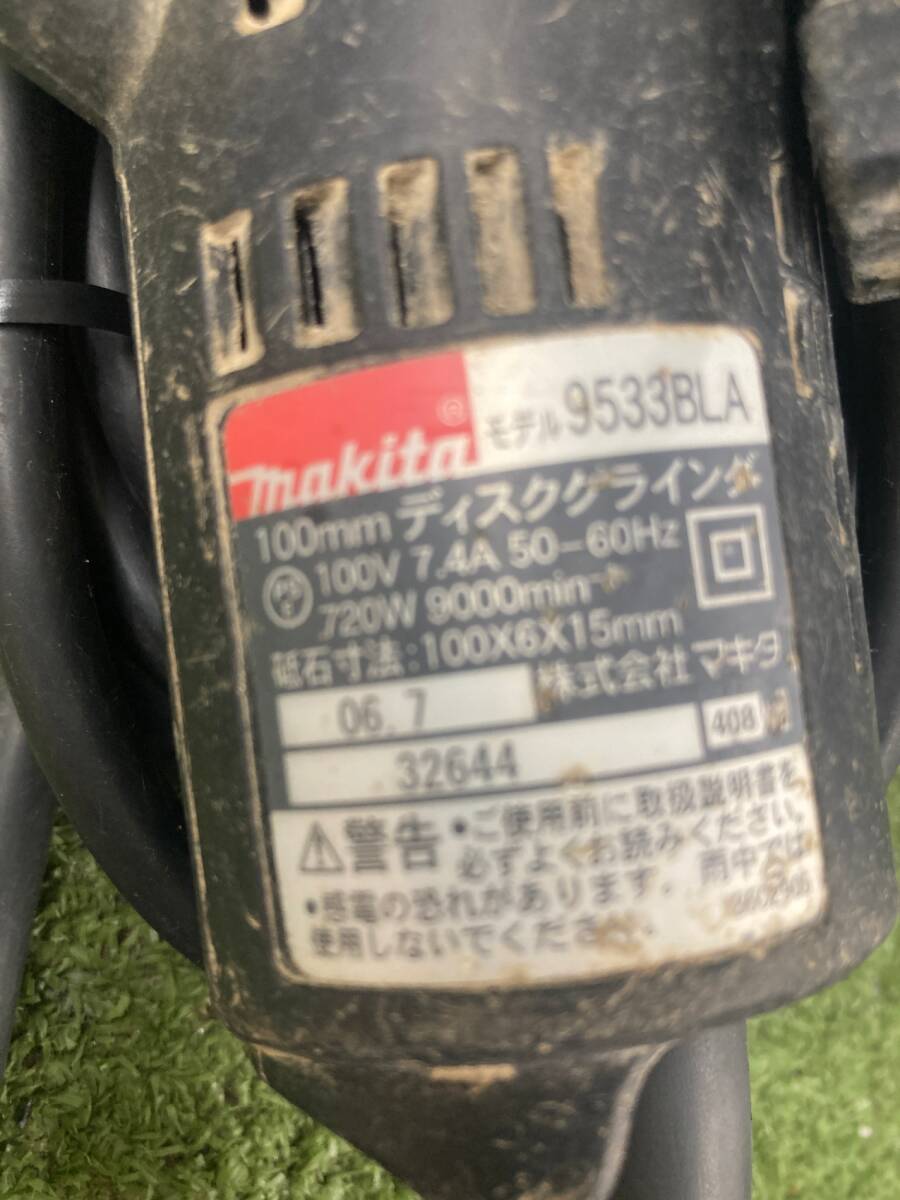 makita
モデル 9533BLA
100mm ディスクグラインダ
100V 7.4A 50-60Hz
720W 9000min⁻¹
砥石寸法:100X6X15mm
株式会社 マキタ
06. 7
408
32644
⚠警告
•ご使用前に取扱説明書を
必ずよくお読みください。
•感電の恐れがあります。雨中では
使用しないでください。